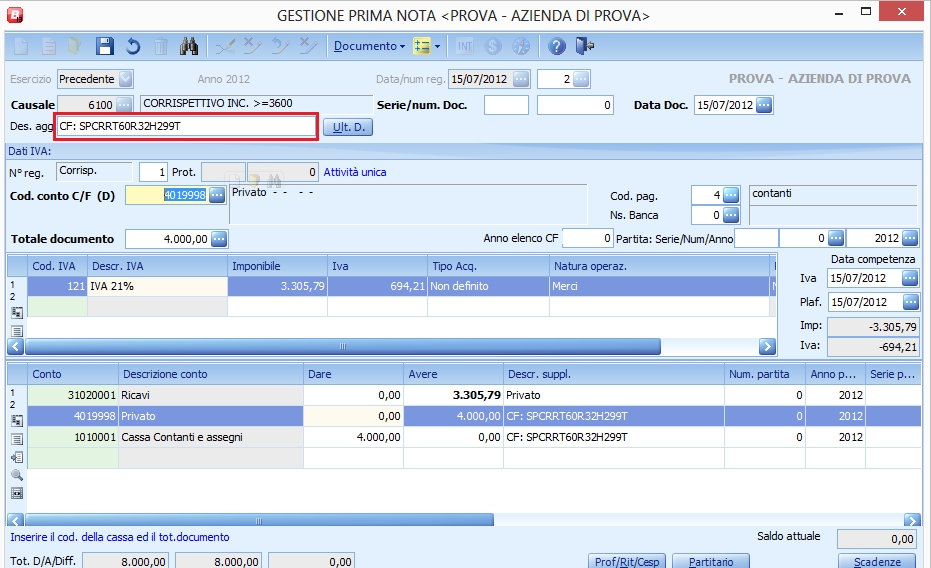 GESTIONE PRIMA NOTA <PROVA - AZIENDA DI PROVA>
Documento
INT
Esercizio Precedente Anno 2012 Data/num reg. 15/07/2012 2 PROVA - AZIENDA DI PROVA
Causale 6100 CORRISPETTIVO INC. >=3600 Serie/num. Doc. 0 Data Doc. 15/07/2012
Des. agg CF: SPCRRT60R32H299T Ult. D.
Dati IVA:
N° reg. Corrisp. 1 Prot. 0 Attività unica
Cod. conto C/F (D) 4019998 Privato - - - - Cod. pag. 4 contanti
Ns. Banca 0
Totale documento 4.000,00 Anno elenco CF 0 Partita: Serie/Num/Anno 0 2012
Cod. IVA Descr. IVA Imponibile Iva Tipo Acq. Natura operaz. Data competenza
1 121 IVA 21% 3.305,79 694,21 Non definito Merci Iva 15/07/2012
2 Plaf. 15/07/2012
Imp: -3.305,79
Iva: -694,21
Conto Descrizione conto Dare Avere Descr. suppl. Num. partita Anno p... Serie p...
1 31020001 Ricavi 0,00 3.305,79 Privato 0 2012
2 4019998 Privato 0,00 4.000,00 CF: SPCRRT60R32H299T 0 2012
1010001 Cassa Contanti e assegni 4.000,00 0,00 CF: SPCRRT60R32H299T 0 2012
Inserire il cod. della cassa ed il tot.documento Saldo attuale 0,00
Tot. D/A/Diff. 8.000,00 8.000,00 0,00 Prof/Rit/Cesp Partitario Scadenze